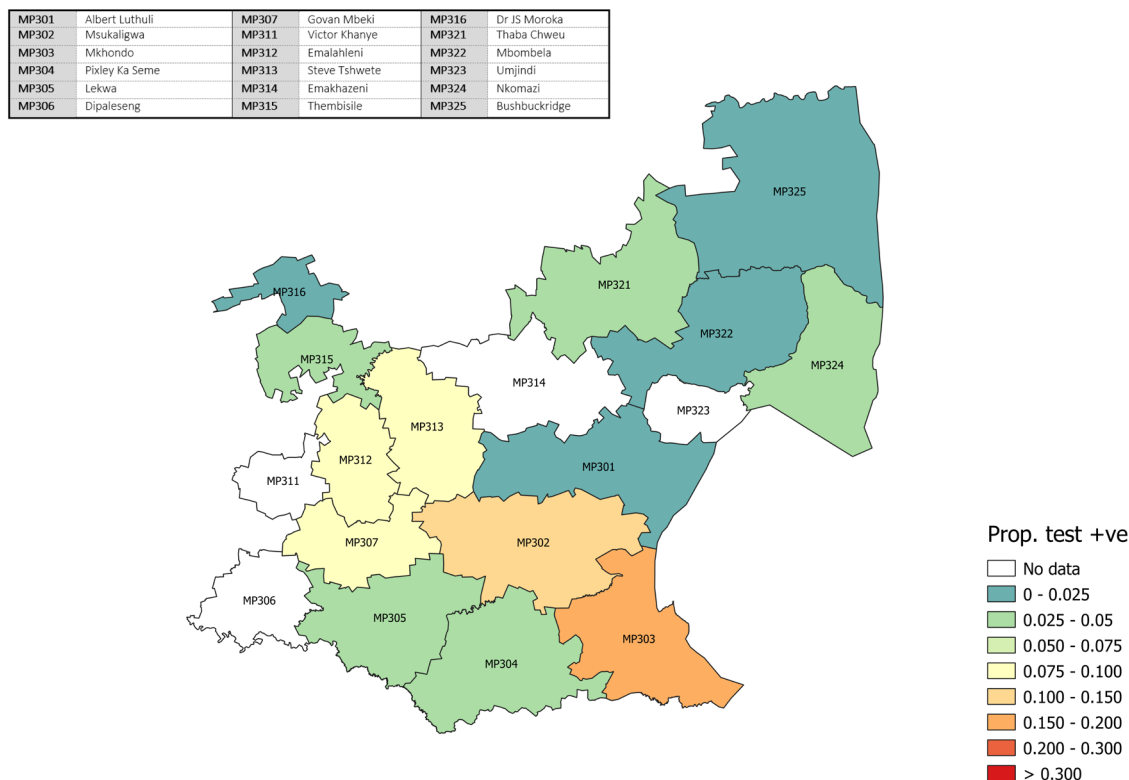 MP301 Albert Luthuli MP307 Govan Mbeki MP316 Dr JS Moroka
MP302 Msukaligwa MP311 Victor Khanye MP321 Thaba Chweu
MP303 Mkhondo MP312 Emalahleni MP322 Mbombela
MP304 Pixley Ka Seme MP313 Steve Tshwete MP323 Umjindi
MP305 Lekwa MP314 Emakhazeni MP324 Nkomazi
MP306 Dipaleseng MP315 Thembisile MP325 Bushbuckridge
MP325
MP321
MP316
MP322
MP315
MP324
MP314
MP323
MP313
MP312
MP301
MP311
MP307
MP302
MP306
MP305
MP303
MP304
Prop. test +ve
No data
0 - 0.025
0.025 - 0.05
0.050 - 0.075
0.075 - 0.100
0.100 - 0.150
0.150 - 0.200
0.200 - 0.300
> 0.300